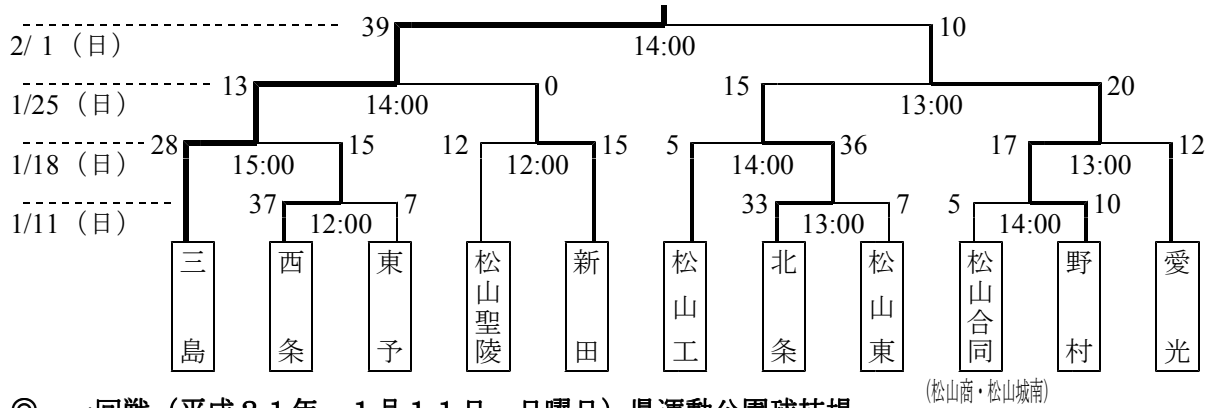 39 10
2/ 1（日） 14:00
13 0 15 20
1/25（日） 14:00 13:00
28 15 12 15 5 36 17 12
1/18（日） 15:00 12:00 14:00 13:00
37 7 33 7 5 10
1/11（日） 12:00 13:00 14:00
三島 西条 東予 松山聖陵 新田 松山工 北条 松山東 松山合同 野村 愛光
(松山商・松山城南)